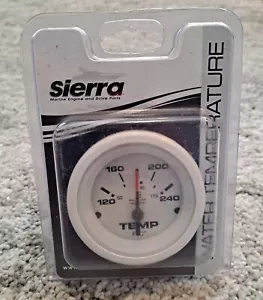 Sierra
Marine Engine and Drive Parts
WATER TEMPERATURE
160 200
120 240
TEMP